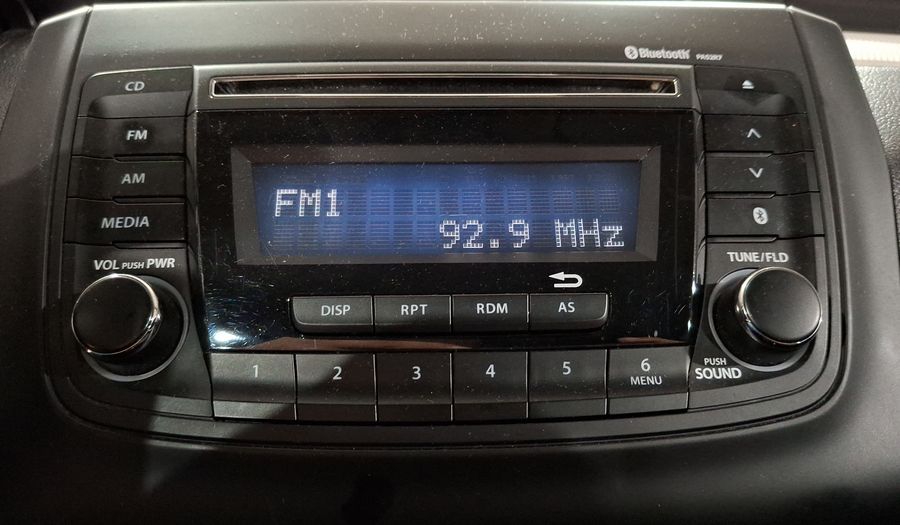 Bluetooth PA52R7
CD
FM
AM
MEDIA
VOL PUSH PWR
FM1
92.9 MHz
DISP RPT RDM AS
TUNE/FLD
PUSH
SOUND
1 2 3 4 5 6
MENU